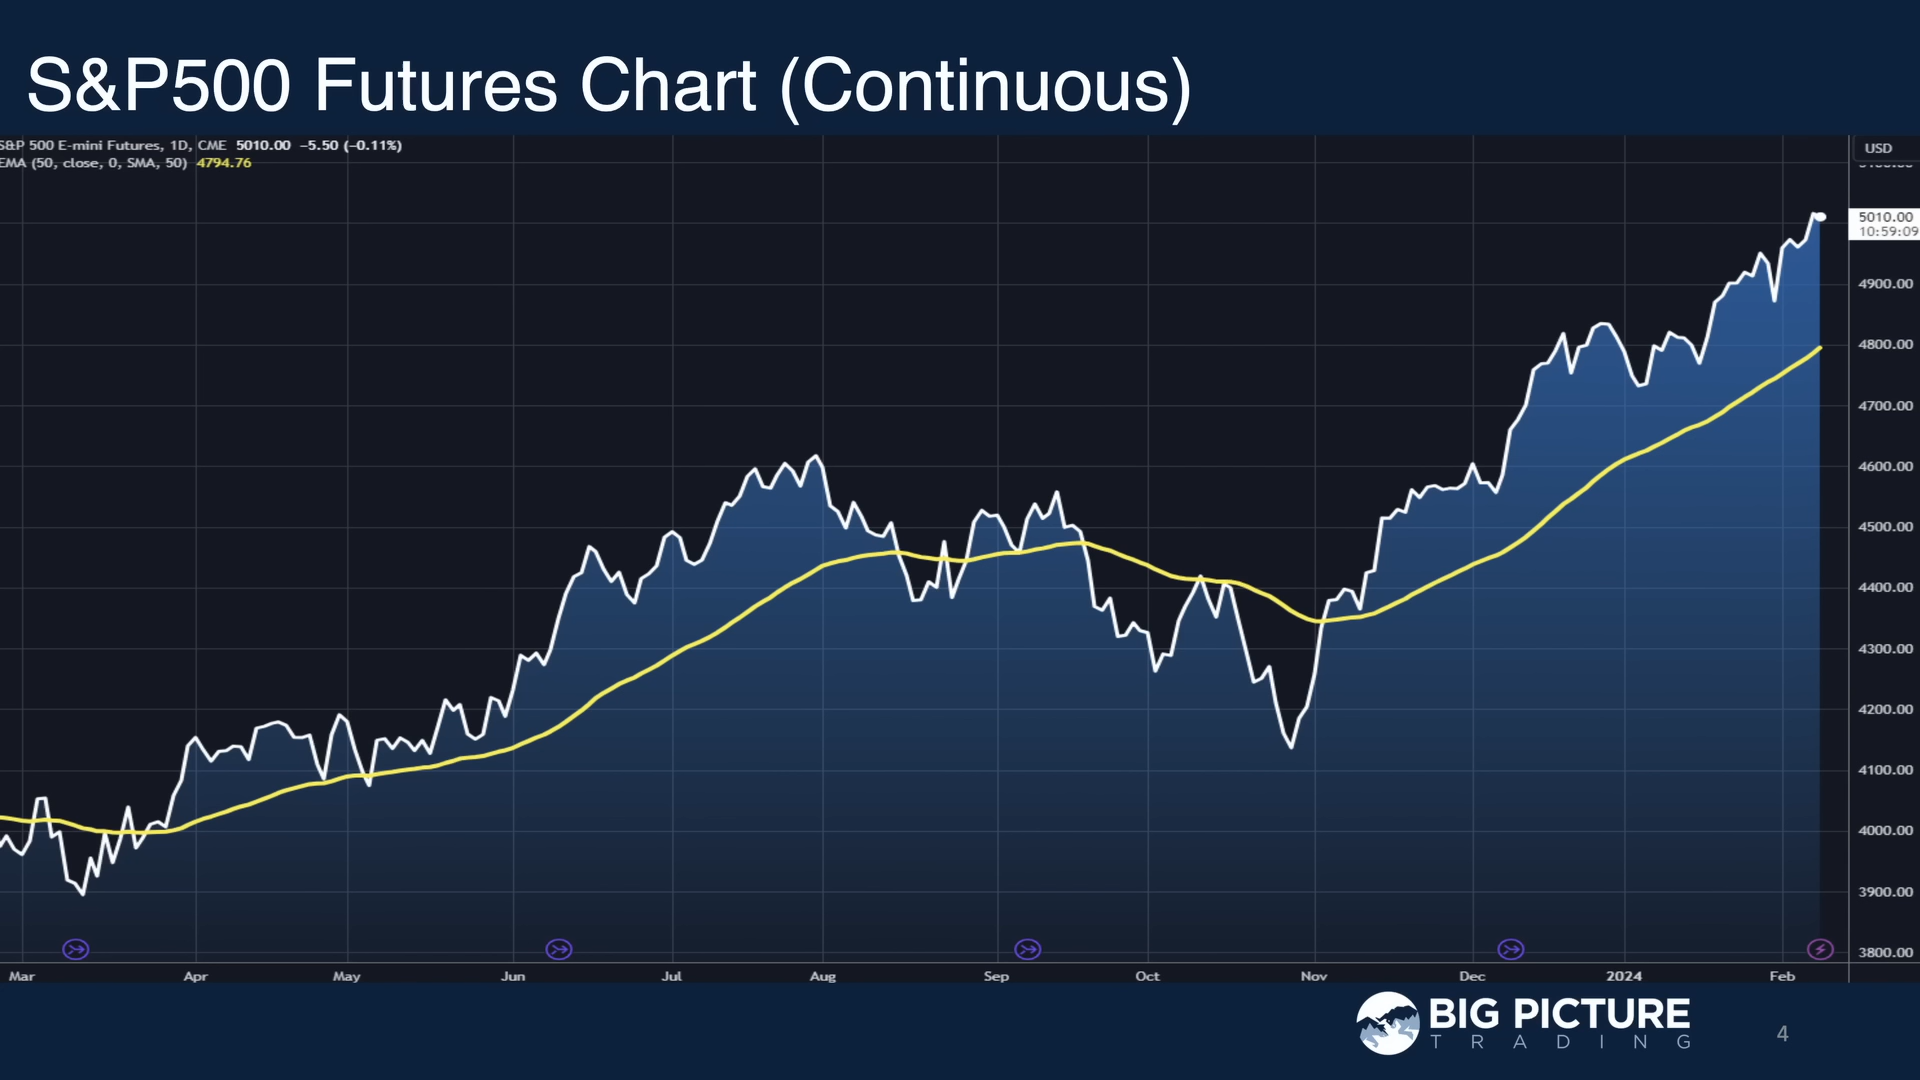 S&P500 Futures Chart (Continuous)
S&P 500 E-mini Futures, 1D, CME 5010.00 −5.50 (−0.11%)
EMA (50, close, 0, SMA, 50) 4794.76
USD
5010.00
10:59:09
4900.00
4800.00
4700.00
4600.00
4500.00
4400.00
4300.00
4200.00
4100.00
4000.00
3900.00
3800.00
Mar Apr May Jun Jul Aug Sep Oct Nov Dec 2024 Feb
BIG PICTURE
TRADING
4